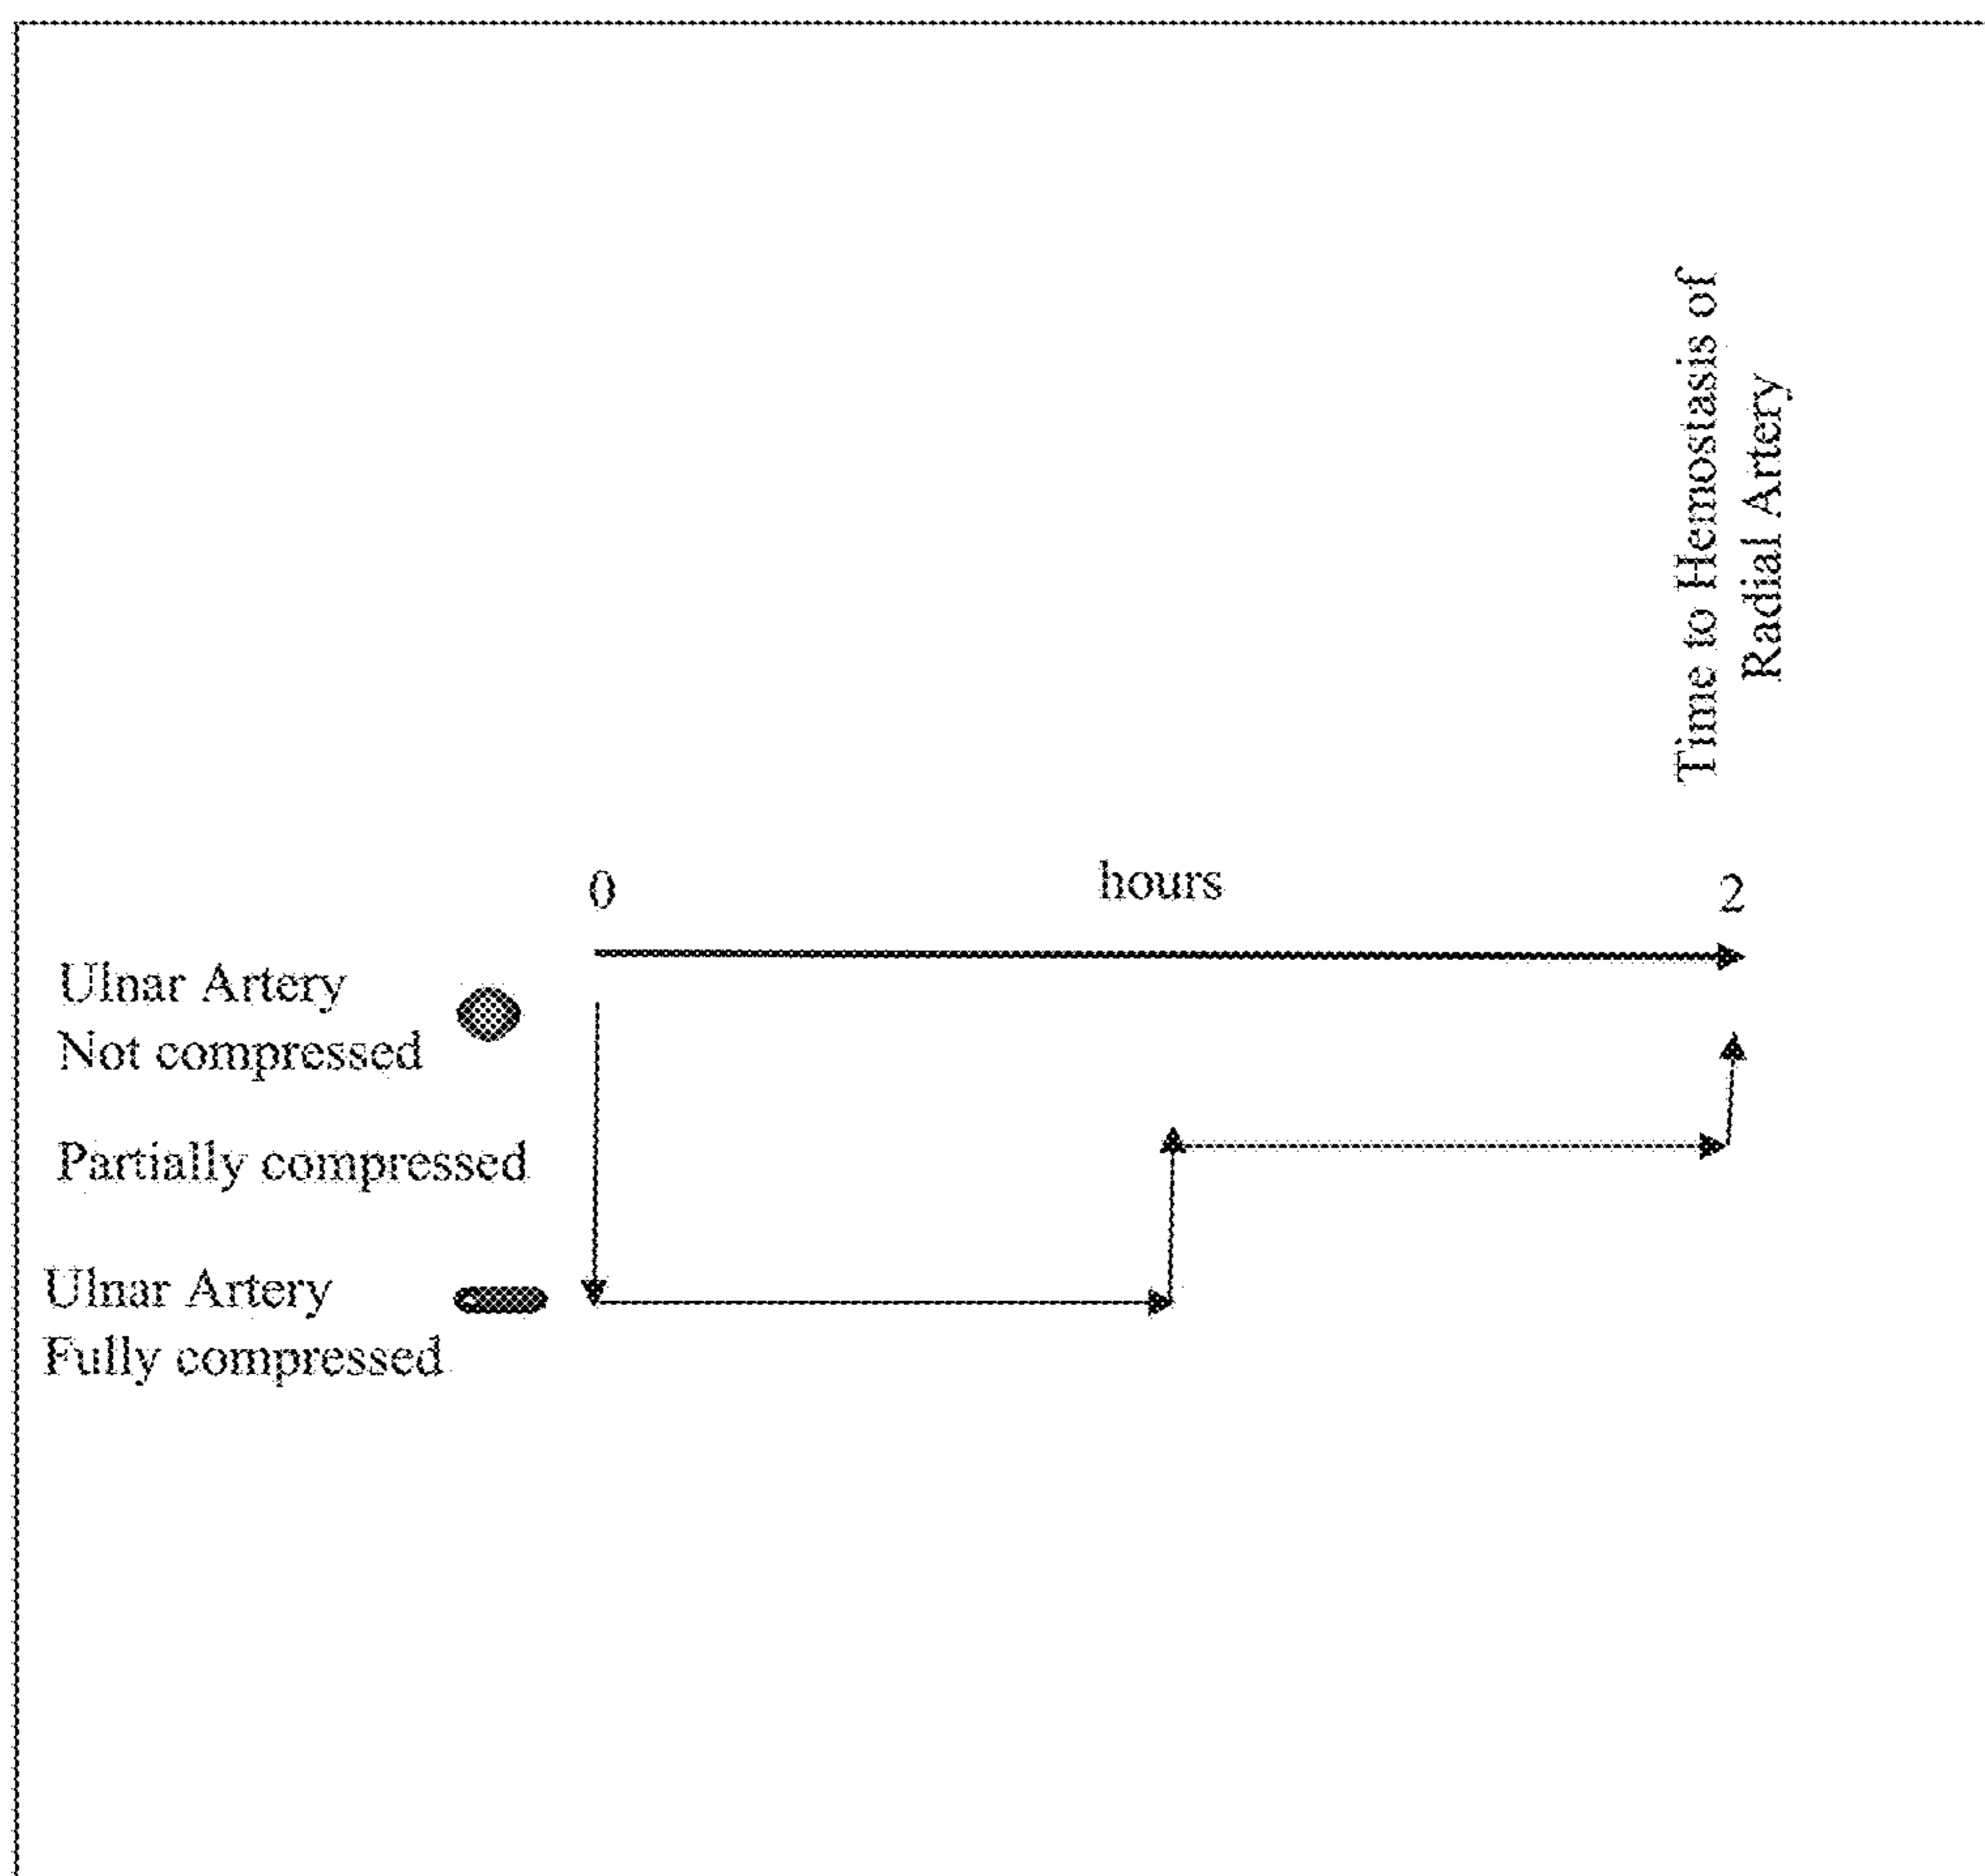 Time to Hemostasis of
Radial Artery
0
hours
2
Ulnar Artery
Not compressed
Partially compressed
Ulnar Artery
Fully compressed